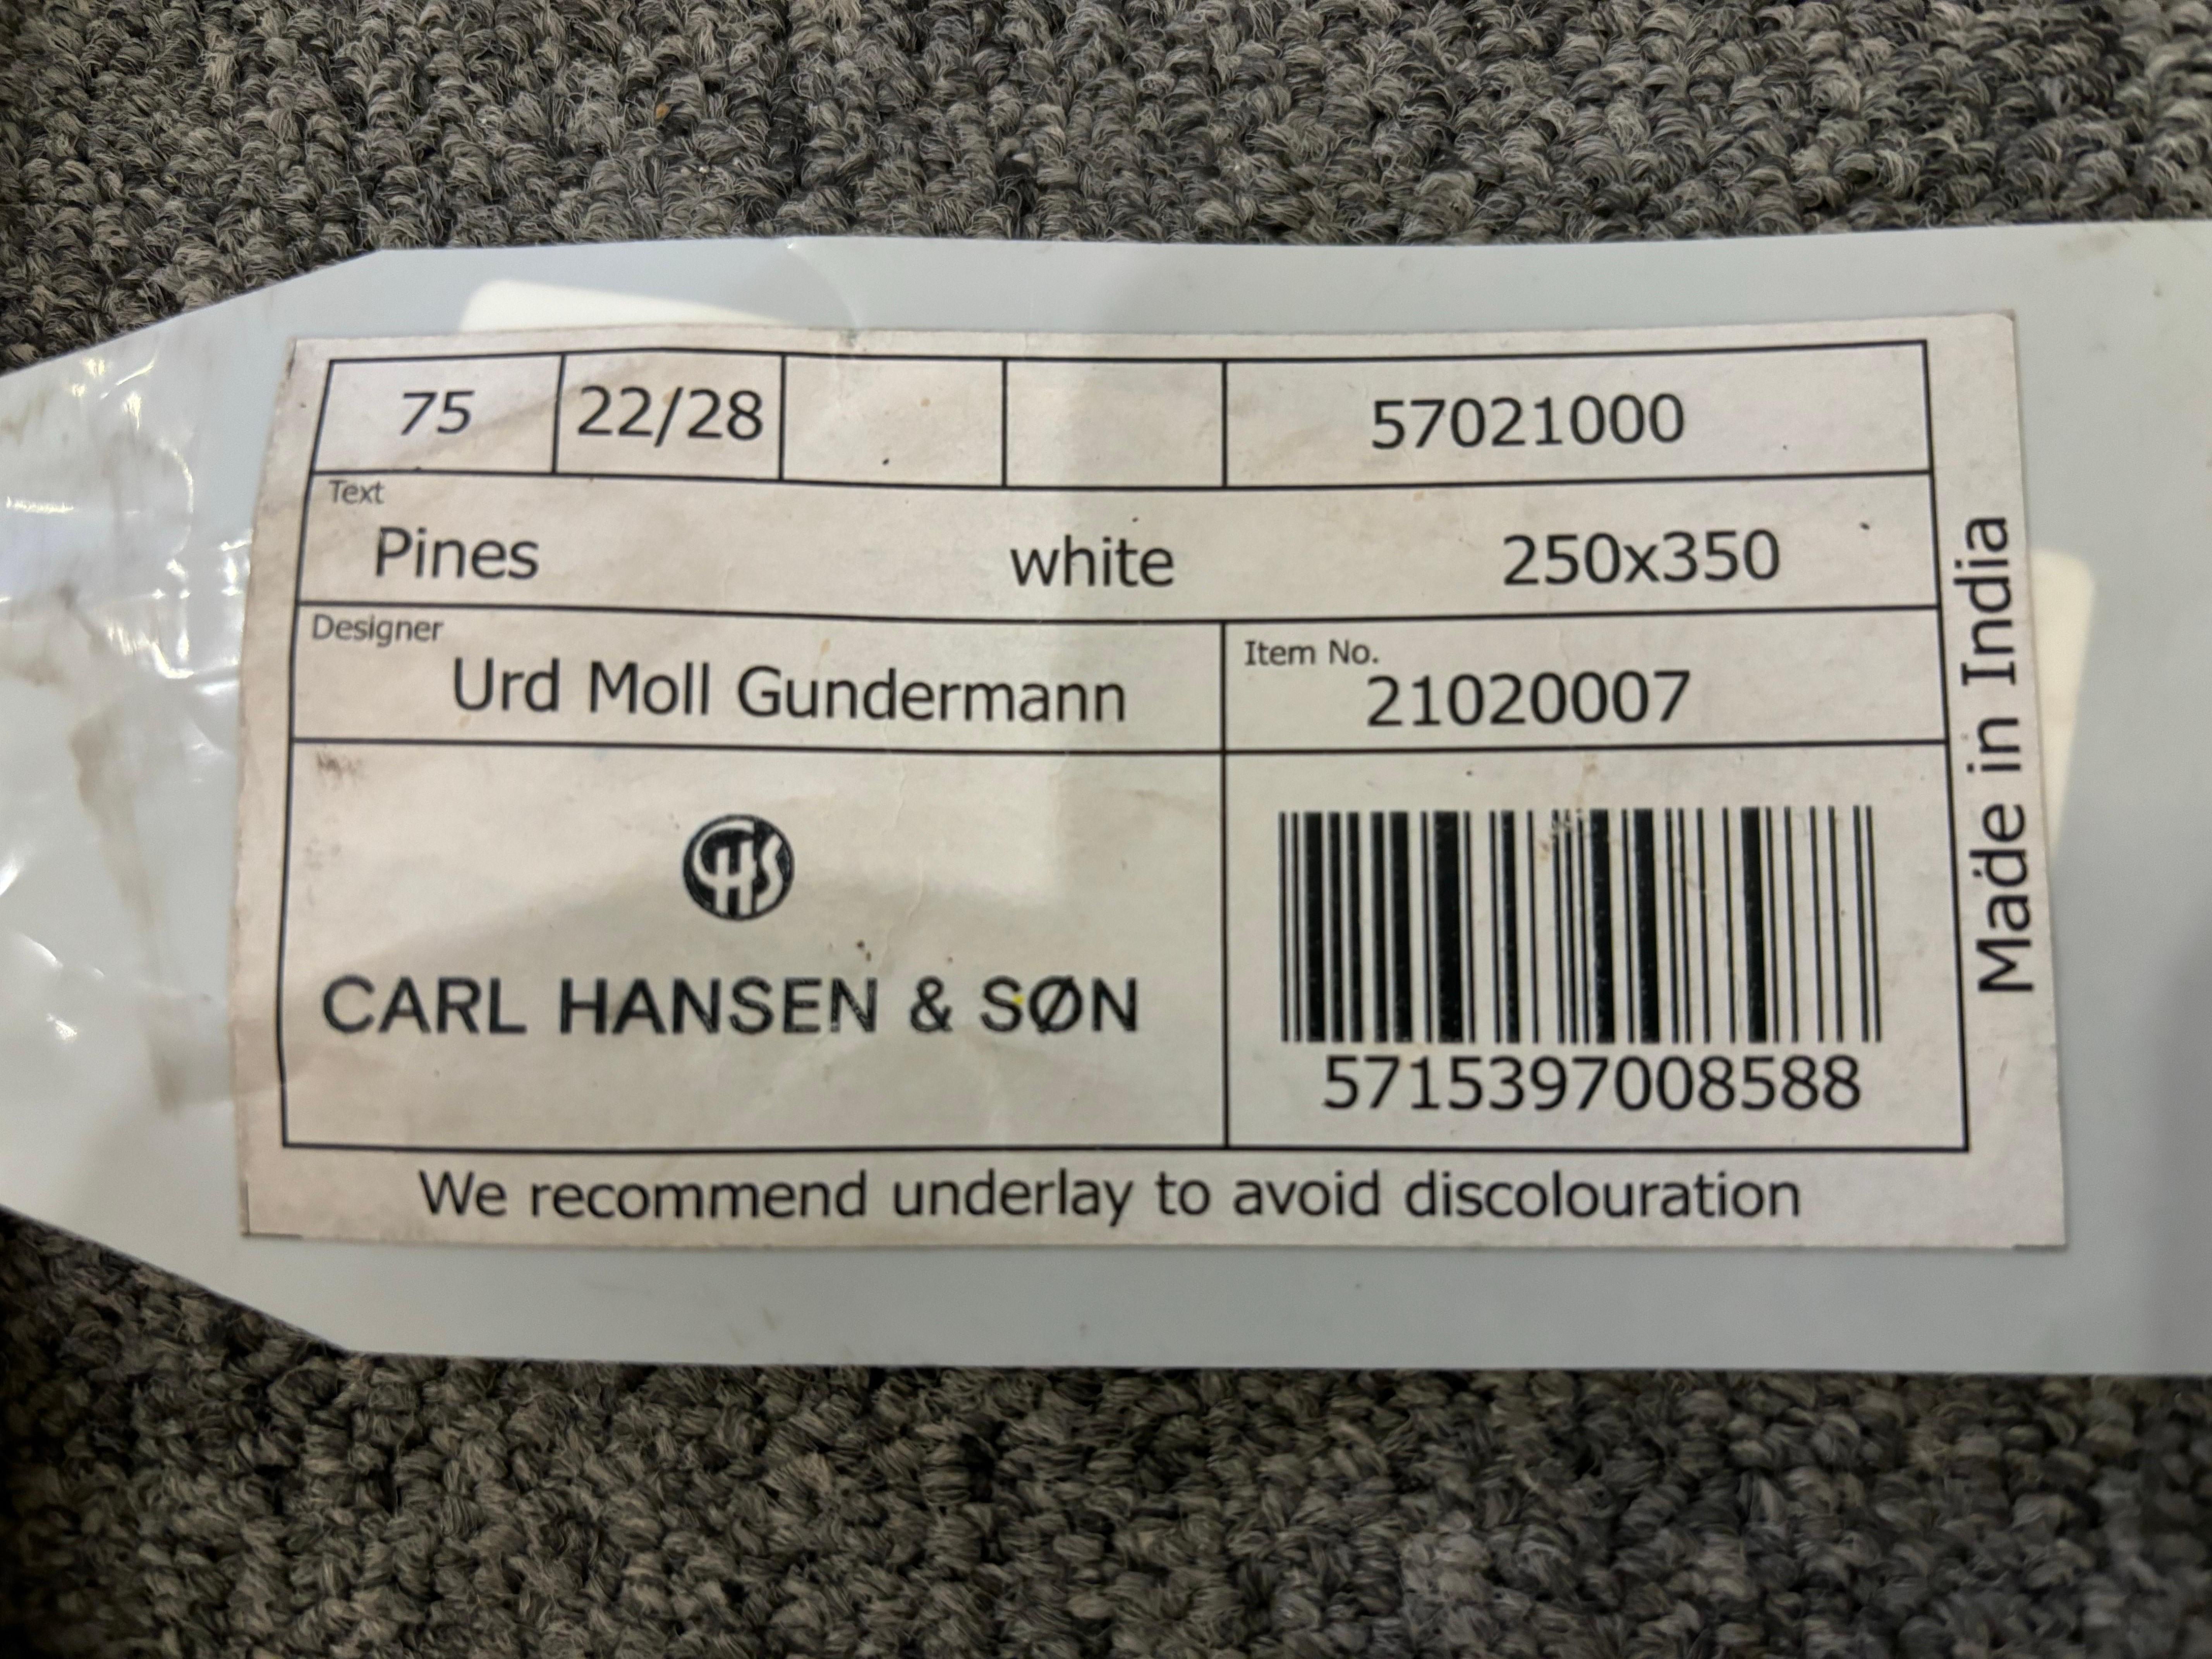 75 22/28 57021000
Text
Pines white 250x350
Designer
Urd Moll Gundermann
Item No.
21020007
CHS
CARL HANSEN & SØN
5715397008588
Made in India
We recommend underlay to avoid discolouration